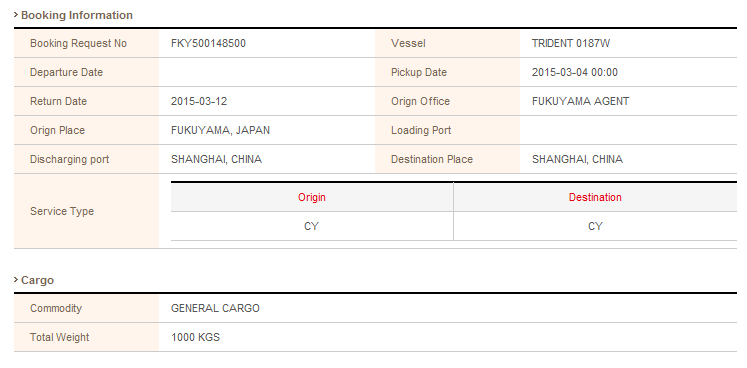 Booking Information
Booking Request No FKY500148500 Vessel TRIDENT 0187W
Departure Date Pickup Date 2015-03-04 00:00
Return Date 2015-03-12 Orign Office FUKUYAMA AGENT
Orign Place FUKUYAMA, JAPAN Loading Port
Discharging port SHANGHAI, CHINA Destination Place SHANGHAI, CHINA
Service Type
Origin Destination
CY CY
Cargo
Commodity GENERAL CARGO
Total Weight 1000 KGS